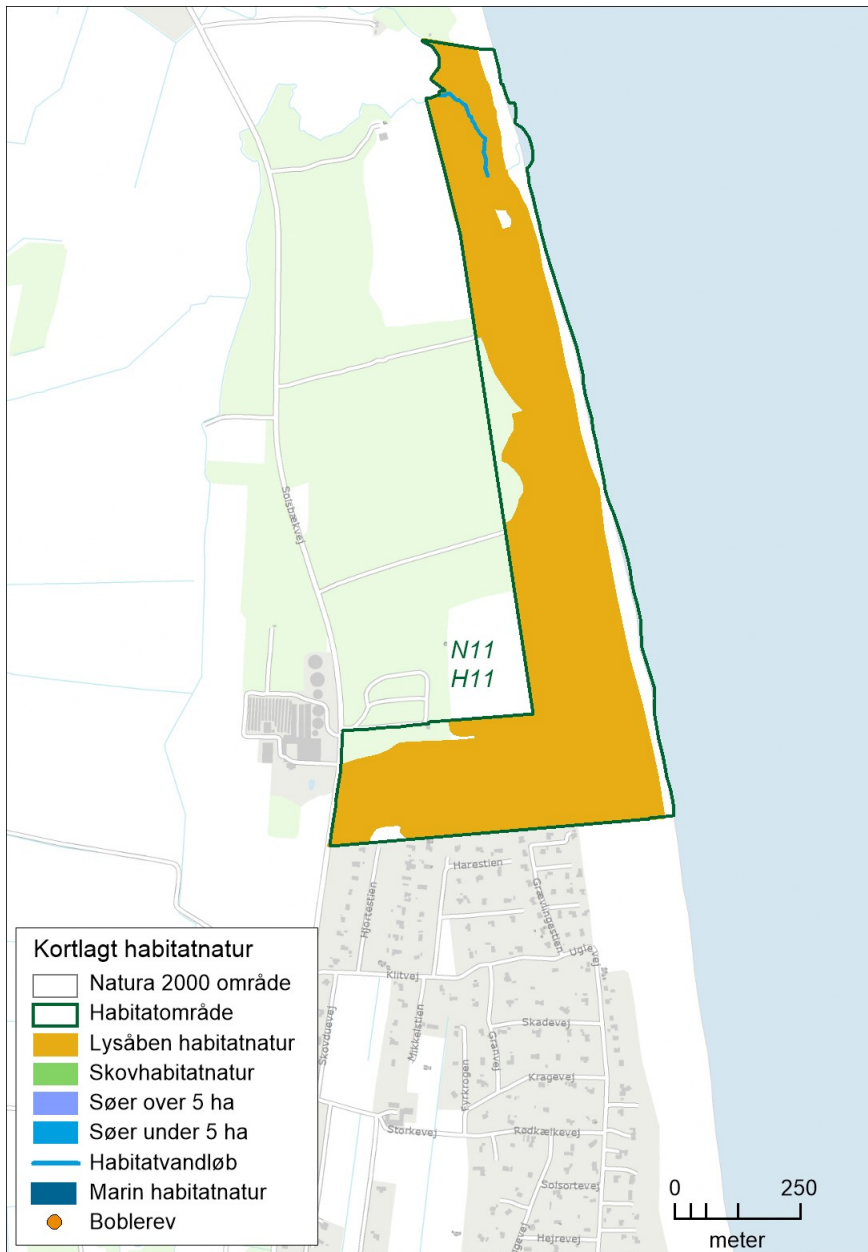 Solsbækvej
N11
H11
Harestien
Hjortestien
Grævlingestien
Uglevej
Klitvej
Skovduevej
Mikkelstien
Skadevej
Granvej
Kragevej
Fyrkrogen
Storkevej
Rødkælkevej
Solsortevej
Hejrevej
Kortlagt habitatnatur
Natura 2000 område
Habitatområde
Lysåben habitatnatur
Skovhabitatnatur
Søer over 5 ha
Søer under 5 ha
Habitatvandløb
Marin habitatnatur
Boblerev
0 250
meter